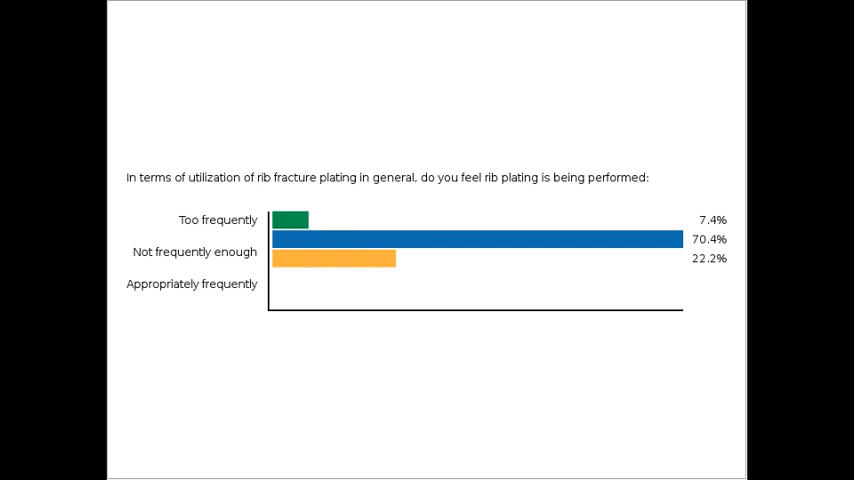 In terms of utilization of rib fracture plating in general, do you feel rib plating is being performed:
Too frequently
7.4%
70.4%
Not frequently enough
22.2%
Appropriately frequently